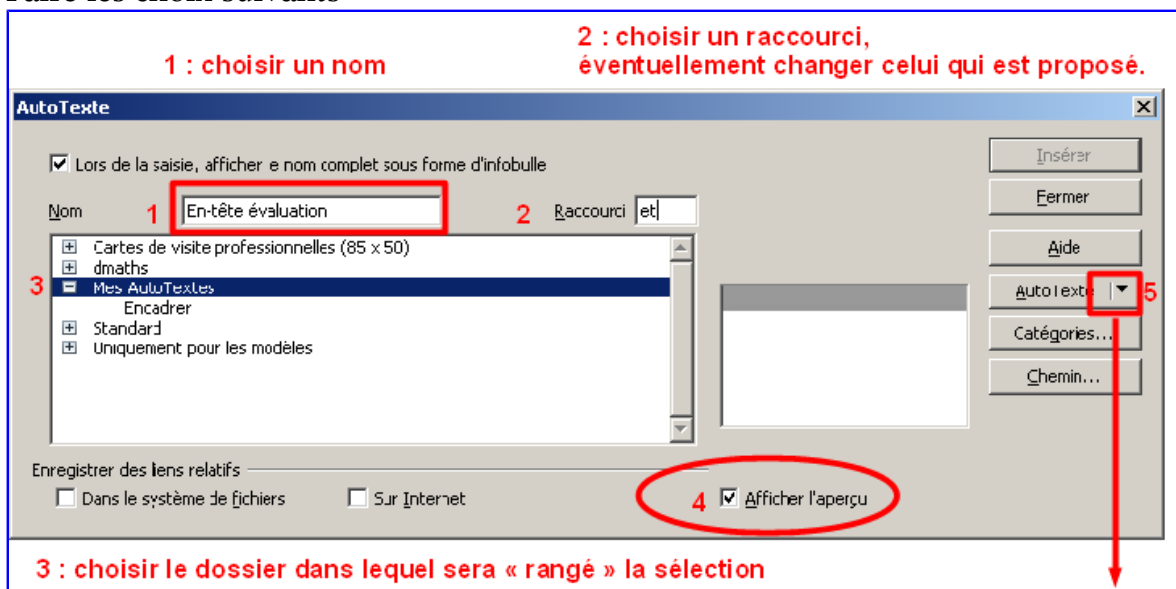 Faire les choix suivants
2 : choisir un raccourci,
1 : choisir un nom
éventuellement changer celui qui est proposé.
AutoTexte
Lors de la saisie, afficher e nom complet sous forme d'infobulle
Insérer
Nom 1 En-tête évaluation 2 Raccourci et
Fermer
Cartes de visite professionnelles (85 x 50)
Aide
dmaths
3 Mes AutoTextes
AutoTexte 5
Encadrer
Standard
Catégories...
Uniquement pour les modèles
Chemin...
Enregistrer des liens relatifs
Dans le système de fichiers Sur Internet 4 Afficher l'aperçu
3 : choisir le dossier dans lequel sera « rangé » la sélection